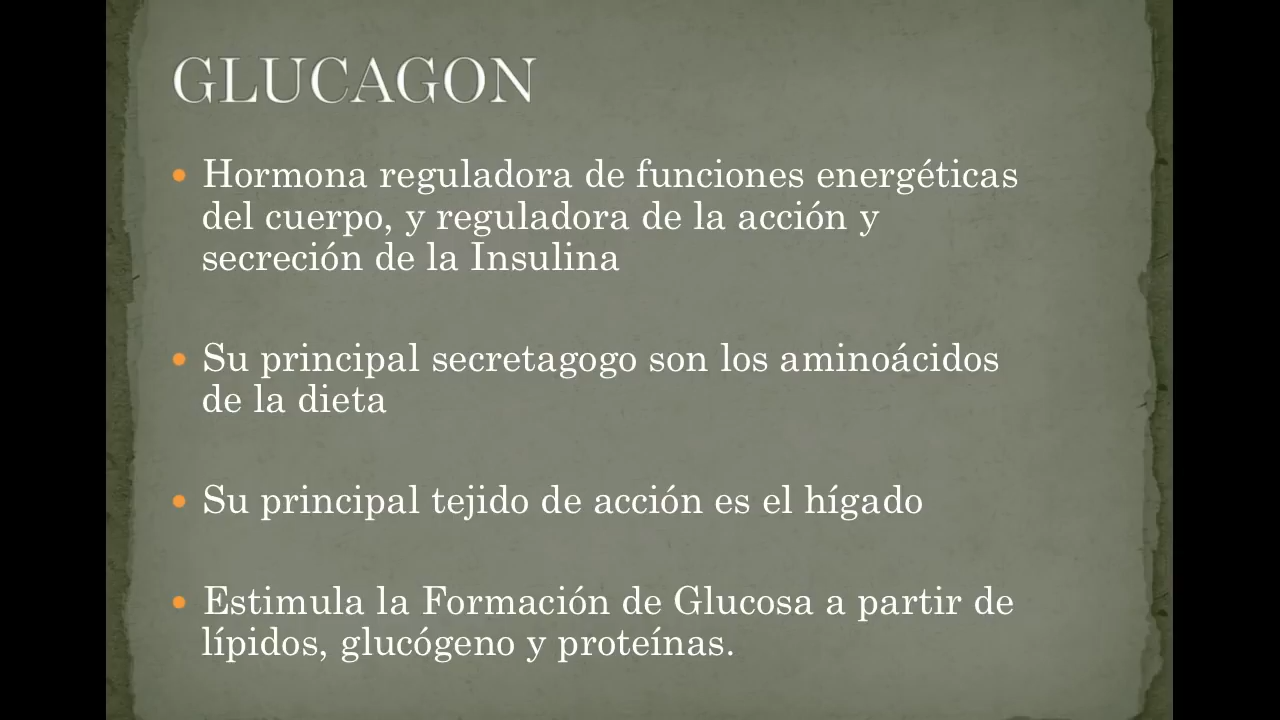 GLUCAGON
• Hormona reguladora de funciones energéticas
del cuerpo, y reguladora de la acción y
secreción de la Insulina
• Su principal secretagogo son los aminoácidos
de la dieta
• Su principal tejido de acción es el hígado
• Estimula la Formación de Glucosa a partir de
lípidos, glucógeno y proteínas.